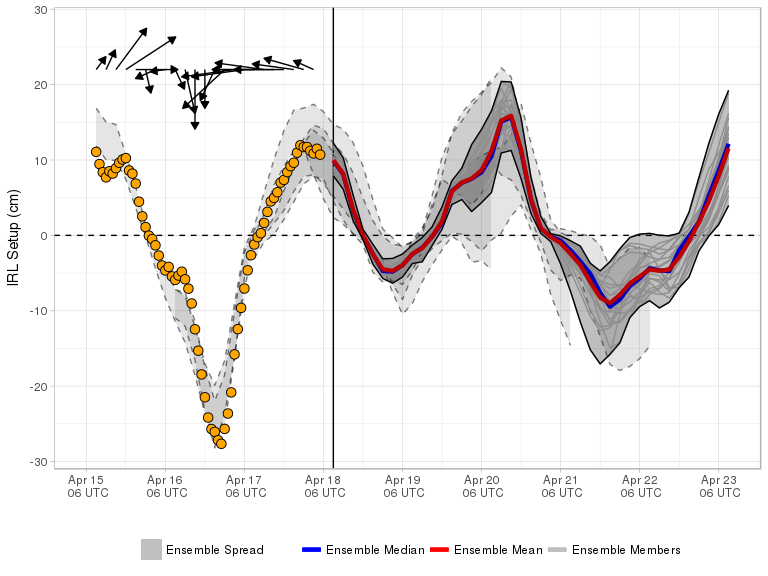 30
20
10
0
-10
-20
-30
IRL Setup (cm)
Apr 15 Apr 16 Apr 17 Apr 18 Apr 19 Apr 20 Apr 21 Apr 22 Apr 23
06 UTC 06 UTC 06 UTC 06 UTC 06 UTC 06 UTC 06 UTC 06 UTC 06 UTC
Ensemble Spread Ensemble Median Ensemble Mean Ensemble Members